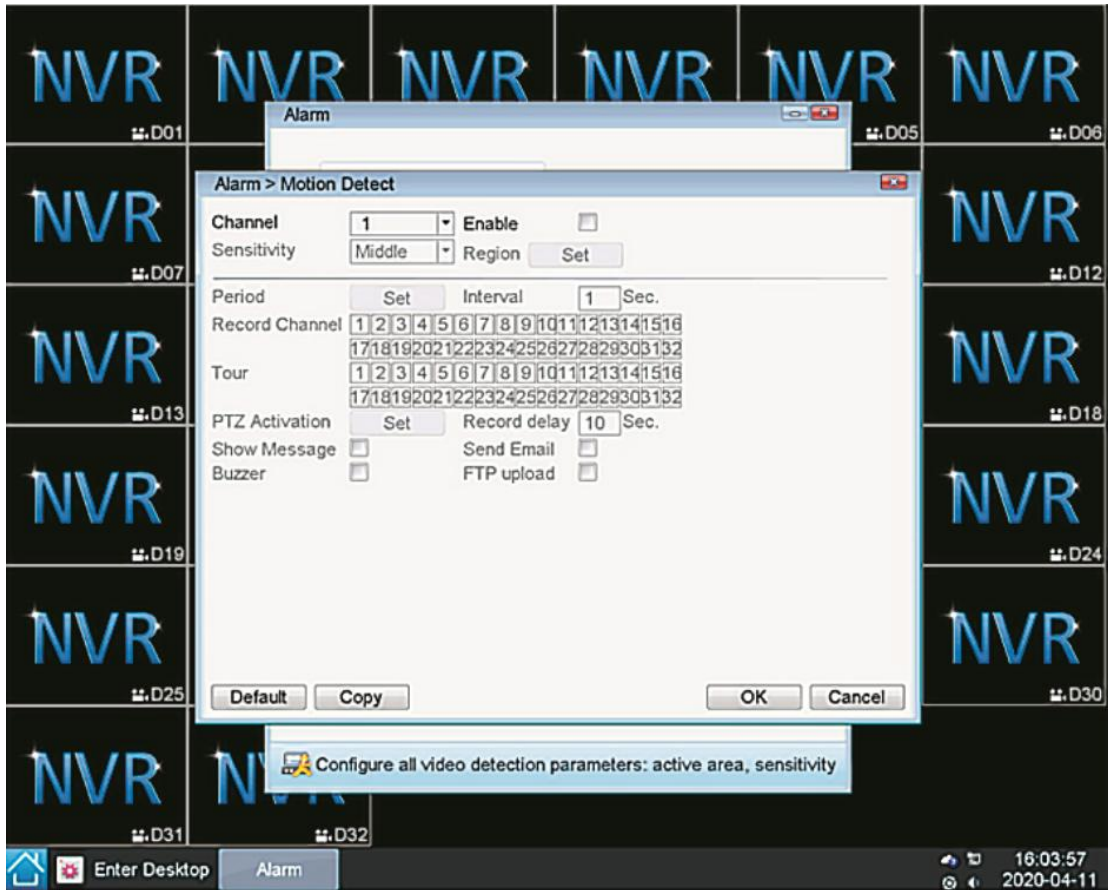 NVR NVR NVR NVR NVR NVR
D01 D05 D06
Alarm
Alarm > Motion Detect
NVR NVR
D07 D12
Channel 1 Enable
Sensitivity Middle Region Set
Period Set Interval 1 Sec.
Record Channel 1 2 3 4 5 6 7 8 9 10 11 12 13 14 15 16
17 18 19 20 21 22 23 24 25 26 27 28 29 30 31 32
Tour 1 2 3 4 5 6 7 8 9 10 11 12 13 14 15 16
17 18 19 20 21 22 23 24 25 26 27 28 29 30 31 32
NVR NVR
D13 D18
PTZ Activation Set Record delay 10 Sec.
Show Message Send Email
Buzzer FTP upload
NVR NVR
D19 D24
NVR NVR
D25 D30
Default Copy OK Cancel
Configure all video detection parameters: active area, sensitivity
NVR
D31 D32
Enter Desktop Alarm 16:03:57
2020-04-11